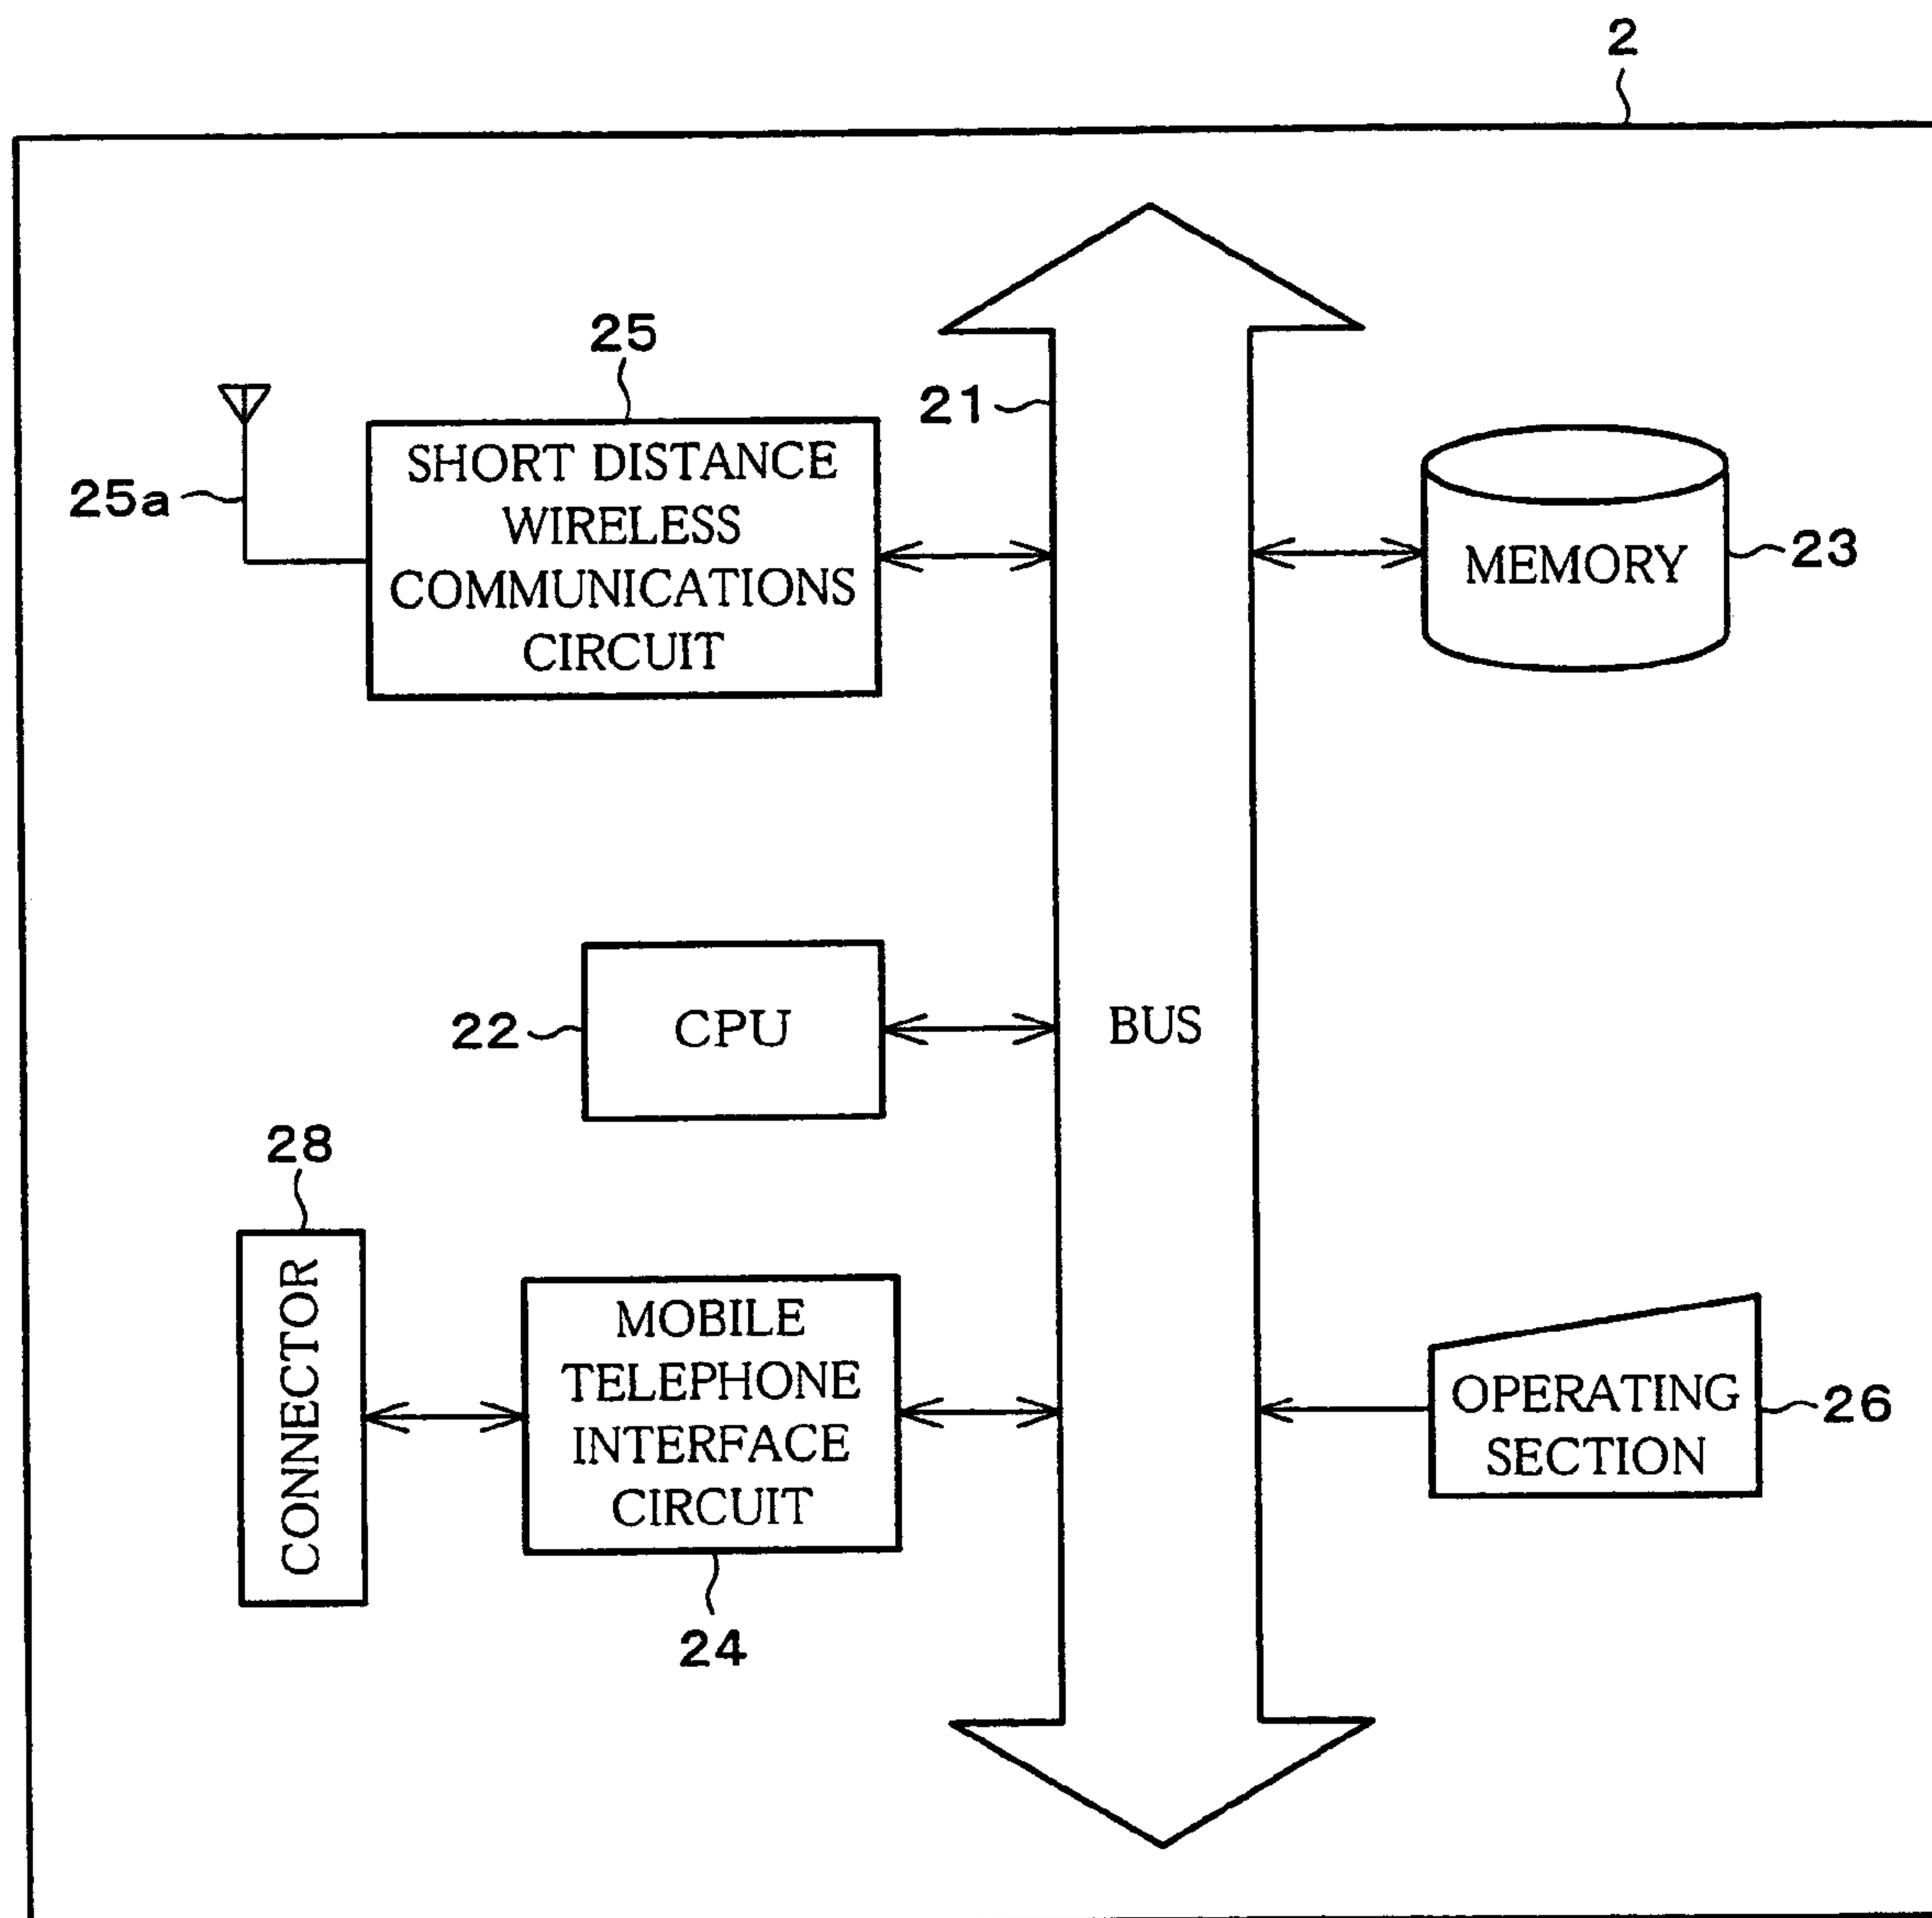 2
25
SHORT DISTANCE
WIRELESS
COMMUNICATIONS
CIRCUIT
25a
21
MEMORY
23
22
CPU
BUS
28
CONNECTOR
MOBILE
TELEPHONE
INTERFACE
CIRCUIT
24
OPERATING
SECTION
26